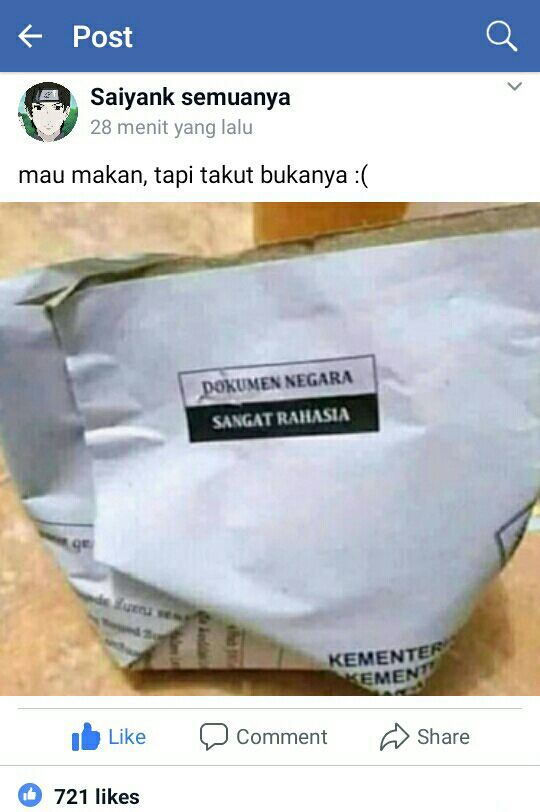 Post
Saiyank semuanya
28 menit yang lalu
mau makan, tapi takut bukanya :(
DOKUMEN NEGARA
SANGAT RAHASIA
KEMENTER
KEMENT
Like
Comment
Share
721 likes